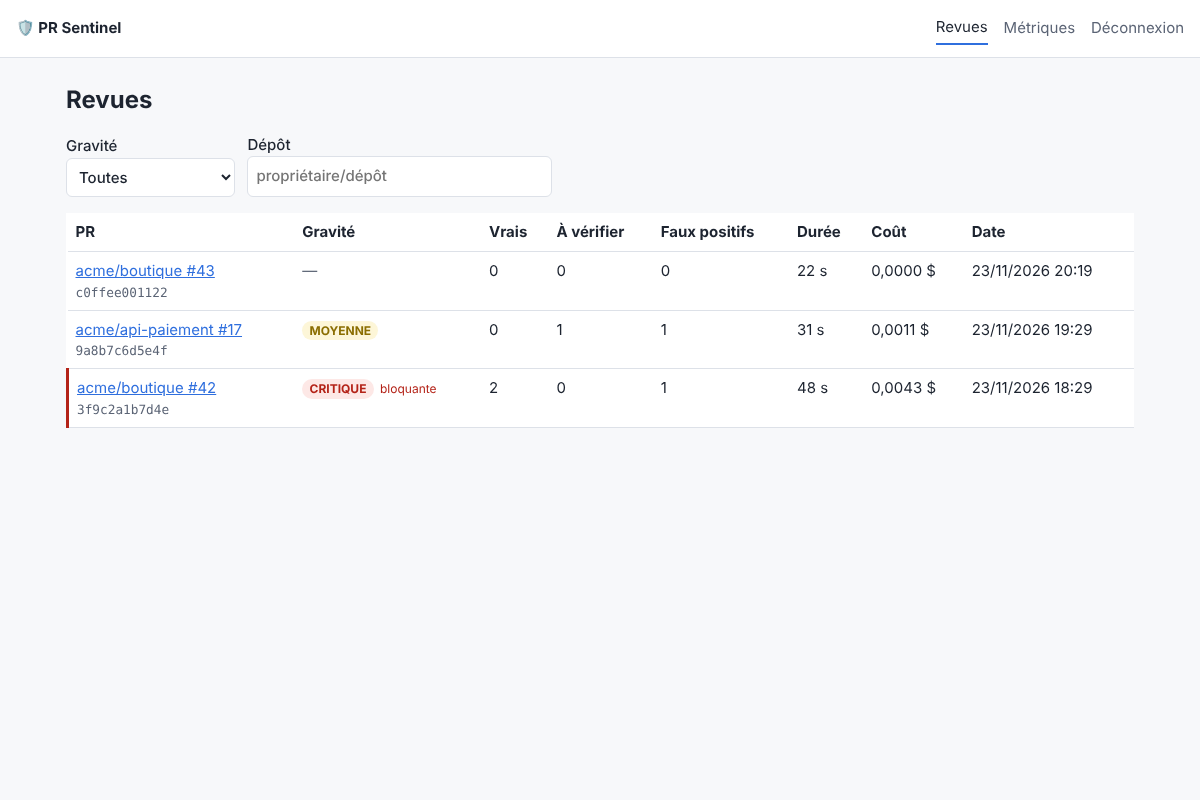 PR Sentinel Revues Métriques Déconnexion
Revues
Gravité Dépôt
Toutes propriétaire/dépôt
PR Gravité Vrais À vérifier Faux positifs Durée Coût Date
acme/boutique #43 — 0 0 0 22 s 0,0000 $ 23/11/2026 20:19
c0ffee001122
acme/api-paiement #17 MOYENNE 0 1 1 31 s 0,0011 $ 23/11/2026 19:29
9a8b7c6d5e4f
acme/boutique #42 CRITIQUE bloquante 2 0 1 48 s 0,0043 $ 23/11/2026 18:29
3f9c2a1b7d4e